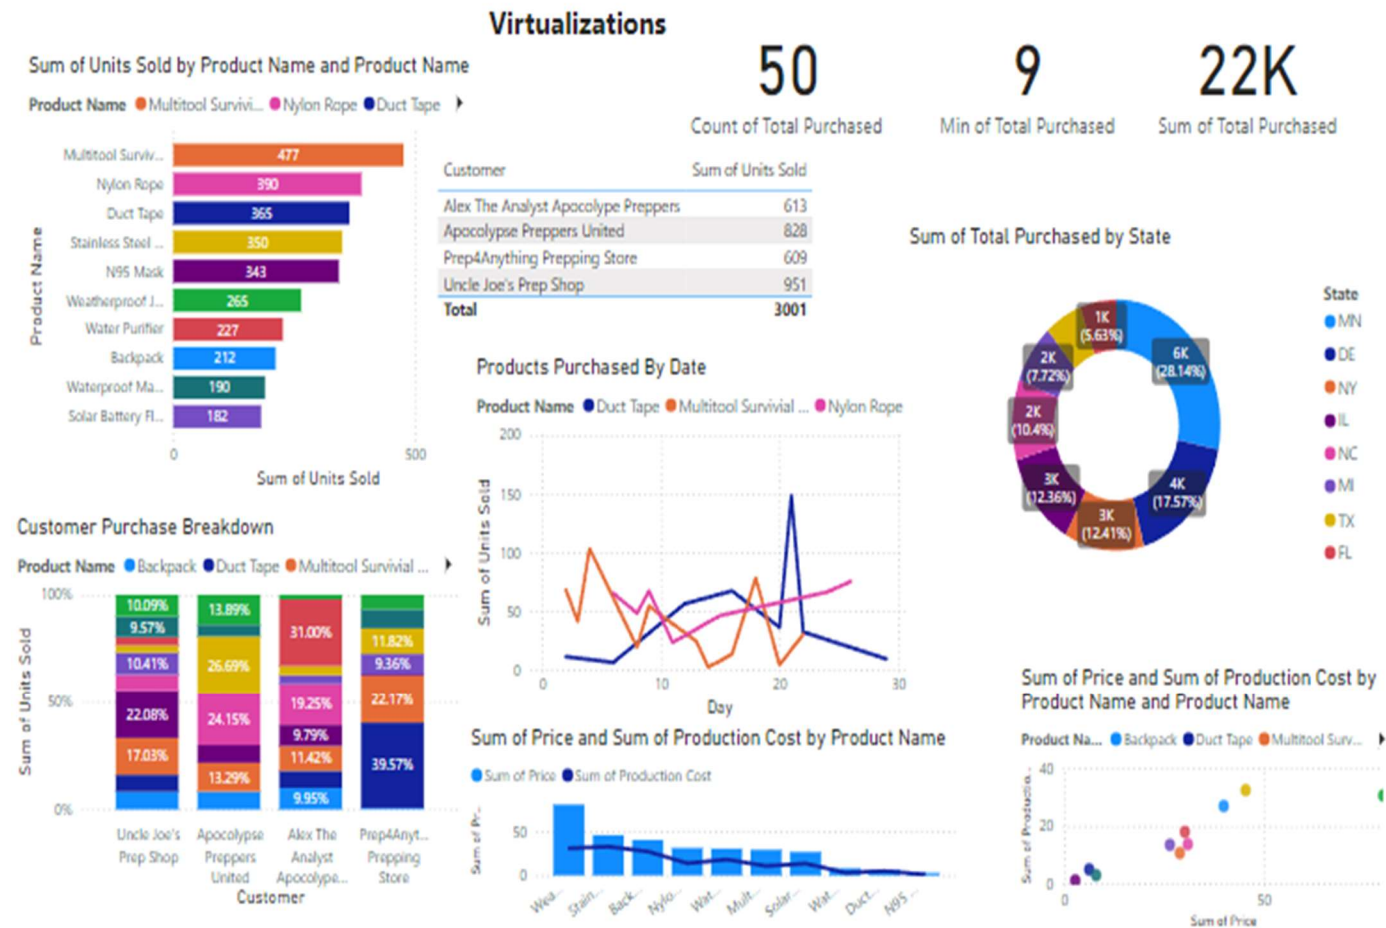 Virtualizations
Sum of Units Sold by Product Name and Product Name
Product Name Multitool Survivi... Nylon Rope Duct Tape
Product Name
Multitool Surviv... 477
Nylon Rope 390
Duct Tape 365
Stainless Steel ... 350
N95 Mask 343
Weatherproof J... 265
Water Purifier 227
Backpack 212
Waterproof Ma... 190
Solar Battery Fl... 182
0 500
Sum of Units Sold
50
Count of Total Purchased
9
Min of Total Purchased
22K
Sum of Total Purchased
Customer Sum of Units Sold
Alex The Analyst Apocolype Preppers 613
Apocolypse Preppers United 828
Prep4Anything Prepping Store 609
Uncle Joe's Prep Shop 951
Total 3001
Sum of Total Purchased by State
1K
(5.63%)
6K
(28.14%)
2K
(7.72%)
2K
(10.4%)
3K
(12.36%)
3K
(12.41%)
4K
(17.57%)
State
MN
DE
NY
IL
NC
MI
TX
FL
Products Purchased By Date
Product Name Duct Tape Multitool Survivial ... Nylon Rope
Sum of Units Sold
200
150
100
50
0
0 10 20 30
Day
Customer Purchase Breakdown
Product Name Backpack Duct Tape Multitool Survivial ...
Sum of Units Sold
100%
50%
0%
10.09%
9.57%
10.41%
22.08%
17.03%
13.89%
26.69%
24.15%
13.29%
31.00%
19.25%
9.79%
11.42%
9.95%
11.82%
9.36%
22.17%
39.57%
Uncle Joe's
Prep Shop
Apocolypse
Preppers
United
Alex The
Analyst
Apocolype...
Prep4Anyt...
Prepping
Store
Customer
Sum of Price and Sum of Production Cost by Product Name
Sum of Price Sum of Production Cost
Sum of Pr...
50
0
Wea... Stain... Back... Nylo... Wat... Mult... Solar... Wat... Duct... N95 ...
Sum of Price and Sum of Production Cost by
Product Name and Product Name
Product Na... Backpack Duct Tape Multitool Surv...
Sum of Productio...
40
20
0
0 50
Sum of Price